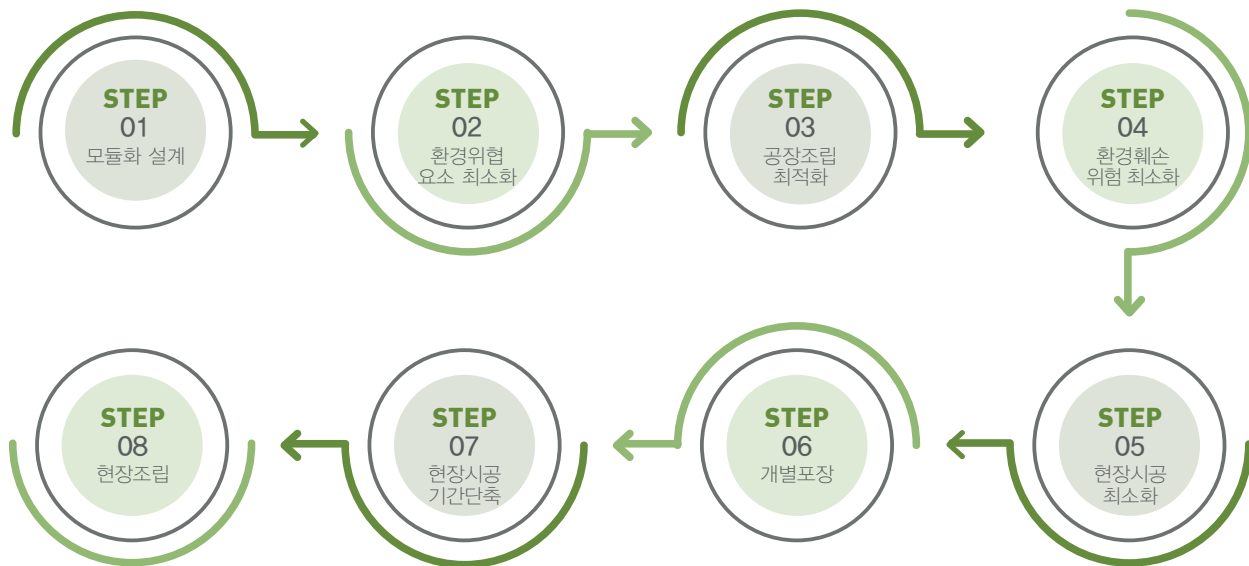 STEP
01
모듈화 설계
STEP
02
환경위협
요소 최소화
STEP
03
공장조립
최적화
STEP
04
환경훼손
위험 최소화
STEP
05
현장시공
최소화
STEP
06
개별포장
STEP
07
현장시공
기간단축
STEP
08
현장조립